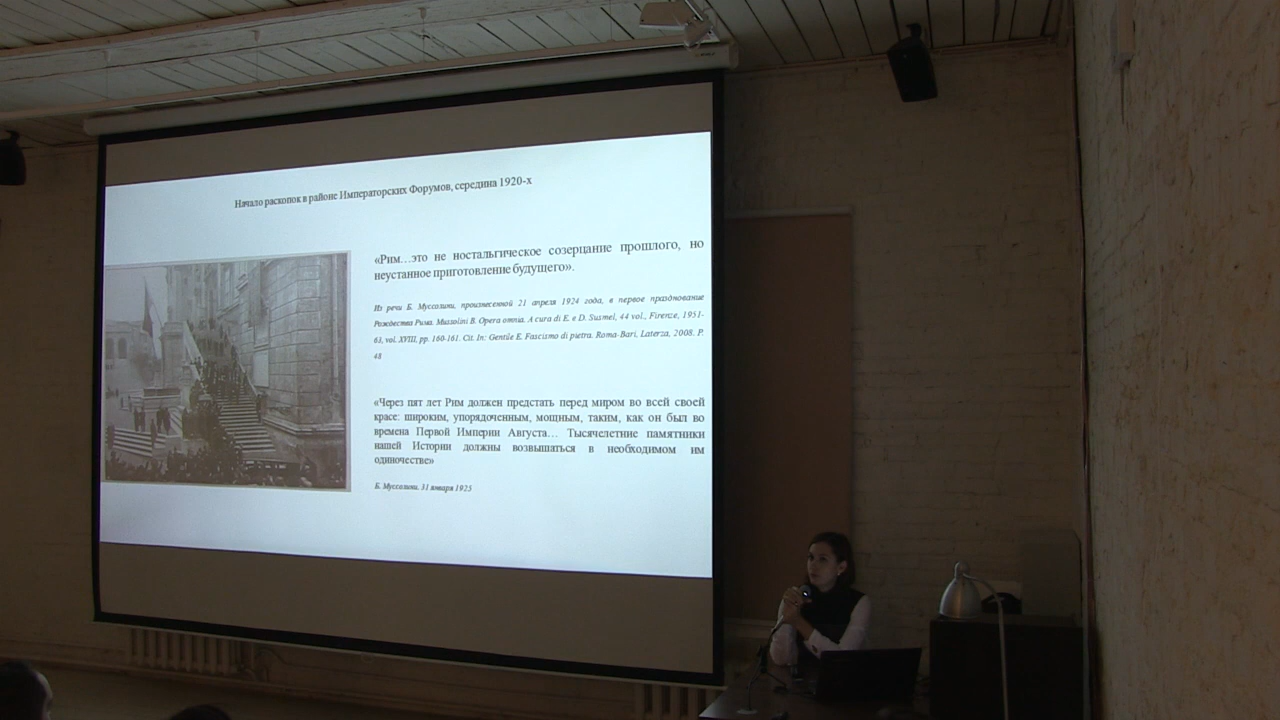 Начало раскопок в районе Императорских Форумов, середина 1920-х
«Рим…это не ностальгическое созерцание прошлого, но
неустанное приготовление будущего».
Из речи Б. Муссолини, произнесенной 21 апреля 1924 года, в первое празднование
Рождества Рима. Mussolini B. Opera omnia. A cura di E. e D. Susmel, 44 vol., Firenze, 1951-
63, vol. XVIII, pp. 160-161. Cit. In: Gentile E. Fascismo di pietra. Roma-Bari, Laterza, 2008. P.
48
«Через пят лет Рим должен предстать перед миром во всей своей
красе: широким, упорядоченным, мощным, таким, как он был во
времена Первой Империи Августа… Тысячелетние памятники
нашей Истории должны возвышаться в необходимом им
одиночестве»
Б. Муссолини, 31 января 1925